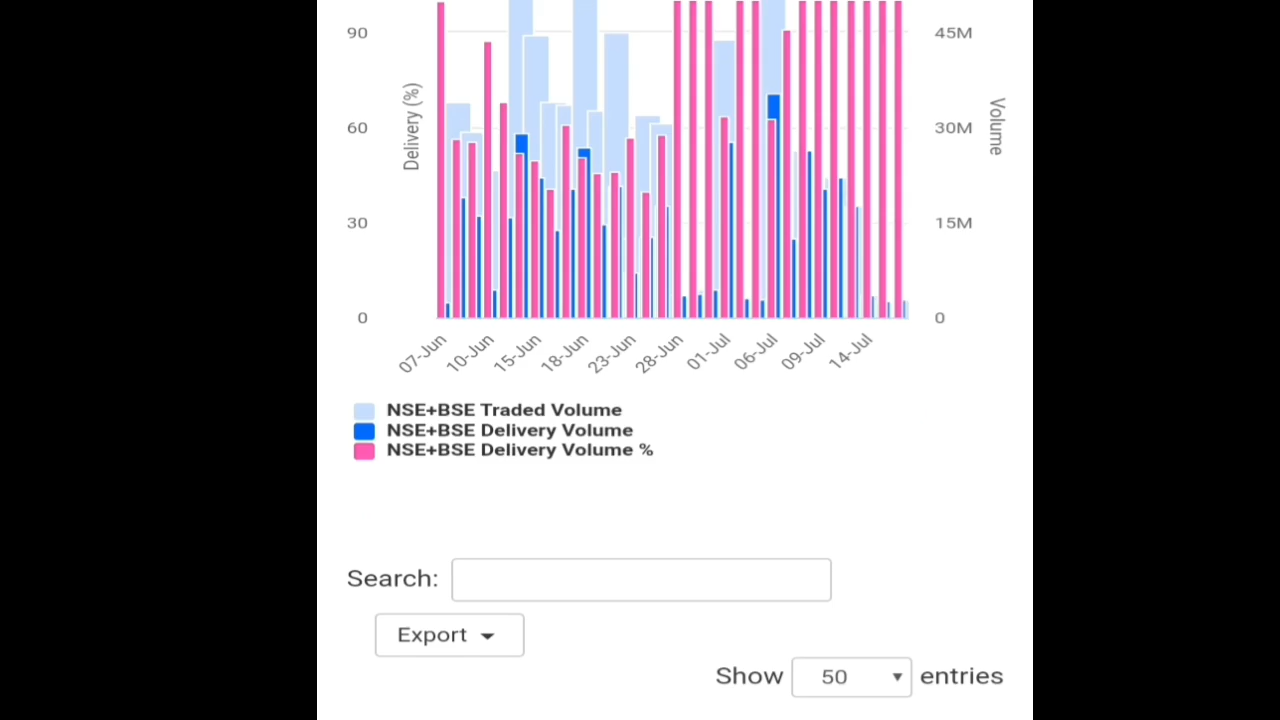 90
60
30
0
Delivery (%)
45M
30M
15M
0
Volume
07-Jun
10-Jun
15-Jun
18-Jun
23-Jun
28-Jun
01-Jul
06-Jul
09-Jul
14-Jul
NSE+BSE Traded Volume
NSE+BSE Delivery Volume
NSE+BSE Delivery Volume %
Search:
Export
Show 50 entries